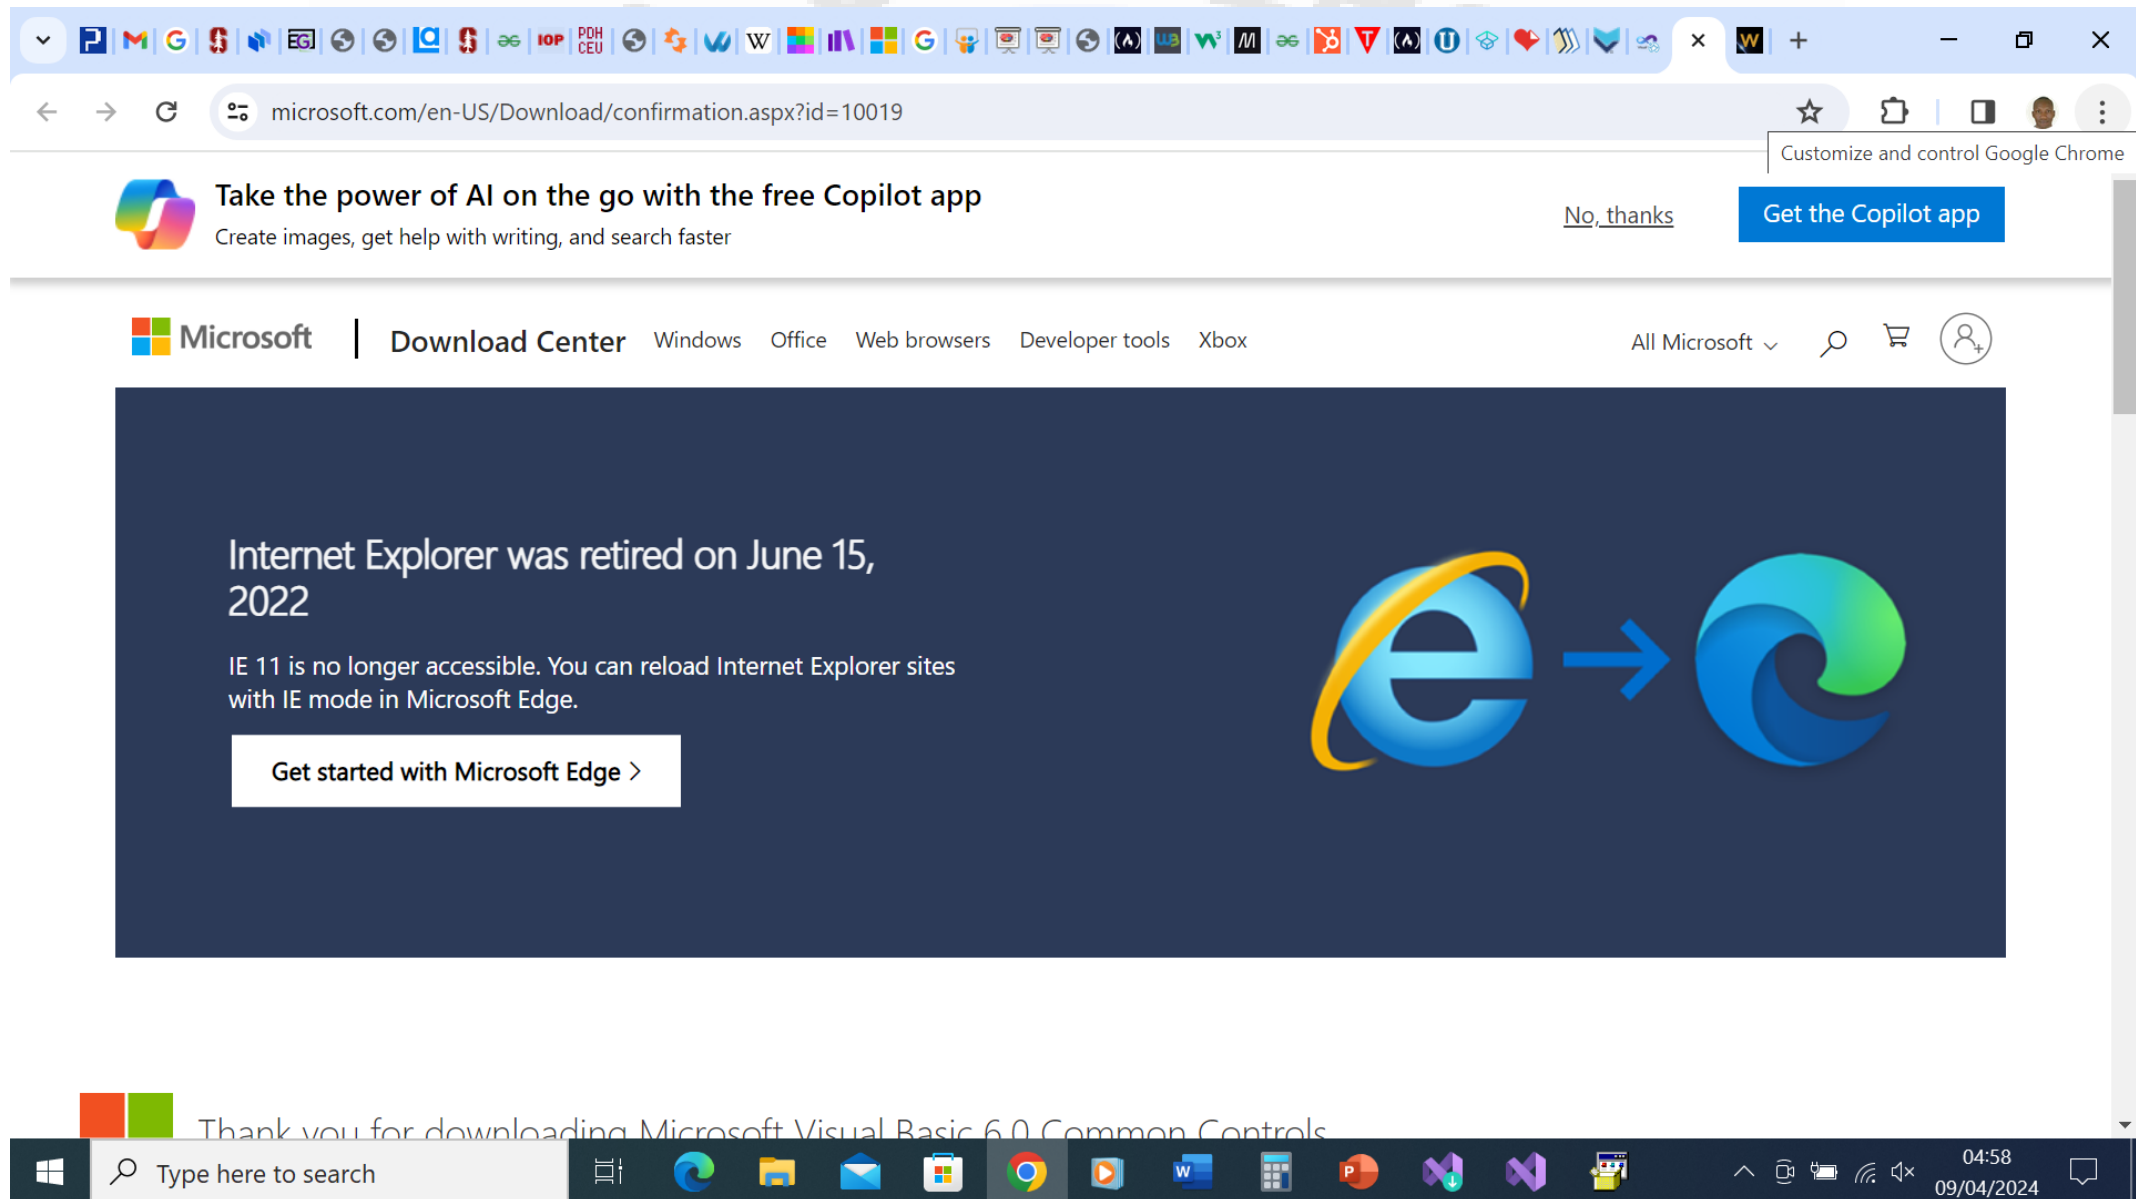 IOP
PDH
CEU
W
microsoft.com/en-US/Download/confirmation.aspx?id=10019
Customize and control Google Chrome
Take the power of AI on the go with the free Copilot app
Create images, get help with writing, and search faster
No, thanks
Get the Copilot app
Microsoft
Download Center
Windows
Office
Web browsers
Developer tools
Xbox
All Microsoft
Internet Explorer was retired on June 15,
2022
IE 11 is no longer accessible. You can reload Internet Explorer sites
with IE mode in Microsoft Edge.
Get started with Microsoft Edge >
Thank you for downloading Microsoft Visual Basic 6.0 Common Controls
Type here to search
04:58
09/04/2024